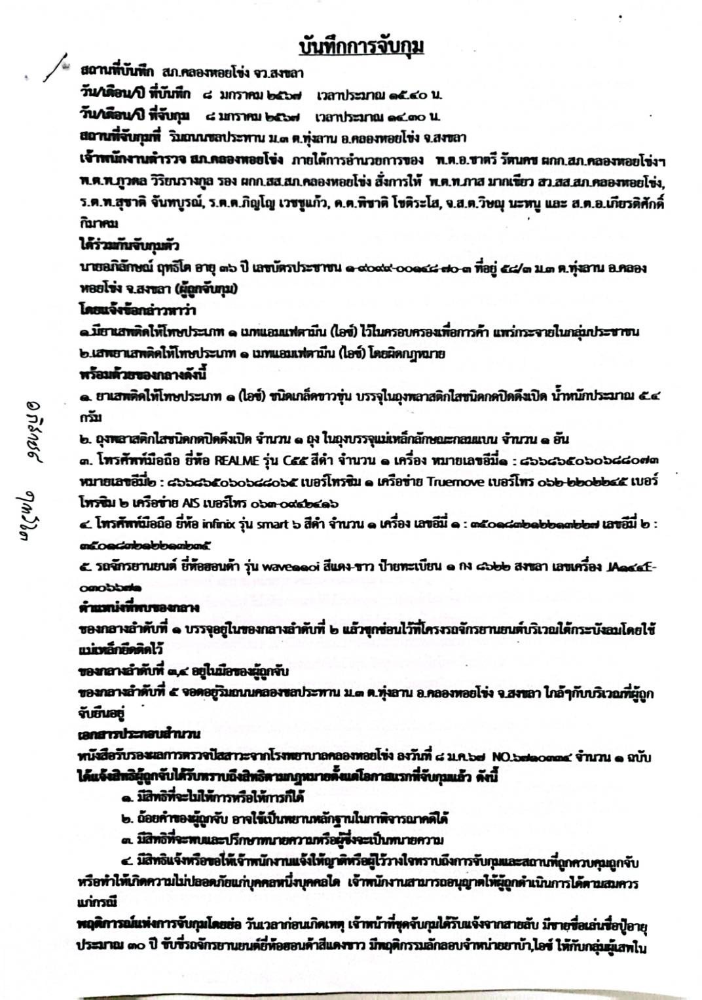 บันทึกการจับกุม
สถานที่บันทึก สภ.คลองหอยโข่ง จว.สงขลา
วัน/เดือน/ปี ที่บันทึก ๘ มกราคม ๒๕๖๗ เวลาประมาณ ๑๕.๔๐ น.
วัน/เดือน/ปี ที่จับกุม ๘ มกราคม ๒๕๖๗ เวลาประมาณ ๑๔.๓๐ น.
สถานที่จับกุมที่ ริมถนนชลประทาน ม.๓ ต.ทุ่งลาน อ.คลองหอยโข่ง จ.สงขลา
เจ้าพนักงานตำรวจ สภ.คลองหอยโข่ง ภายใต้การอำนวยการของ พ.ต.อ.ชาตรี รัตนคช ผกก.สภ.คลองหอยโข่งฯ
พ.ต.ท.ภูวดล วิริยนรางกูล รอง ผกก.สส.สภ.คลองหอยโข่ง สั่งการให้ พ.ต.ท.ภาส มากเขียว สว.สส.สภ.คลองหอยโข่ง,
ร.ต.ท.สุชาติ จันทบูรณ์, ร.ต.ต.ภิญโญ เวชชูแก้ว, ด.ต.พิชาติ โชติระโส, จ.ส.ต.วิษณุ นะหนู และ ส.ต.อ.เกียรติศักดิ์
กิมาคม
ได้ร่วมกันจับกุมตัว
นายอภิลักษณ์ ฤทธิโต อายุ ๓๖ ปี เลขบัตรประชาชน ๑-๙๐๙๙-๐๐๑๔๘-๗๐-๓ ที่อยู่ ๕๘/๓ ม.๓ ต.ทุ่งลาน อ.คลอง
หอยโข่ง จ.สงขลา (ผู้ถูกจับกุม)
โดยแจ้งข้อกล่าวหาว่า
๑.มียาเสพติดให้โทษประเภท ๑ เมทแอมแฟตามีน (ไอซ์) ไว้ในครอบครองเพื่อการค้า แพร่กระจายในกลุ่มประชาชน
๒.เสพยาเสพติดให้โทษประเภท ๑ เมทแอมเฟตามีน (ไอซ์) โดยผิดกฎหมาย
พร้อมด้วยของกลางดังนี้
๑. ยาเสพติดให้โทษประเภท ๑ (ไอซ์) ชนิดเกล็ดขาวขุ่น บรรจุในถุงพลาสติกใสชนิดกดปิดดึงเปิด น้ำหนักประมาณ ๕.๔
กรัม
๒. ถุงพลาสติกใสชนิดกดปิดดึงเปิด จำนวน ๑ ถุง ในถุงบรรจุแม่เหล็กลักษณะกลมแบน จำนวน ๑ อัน
๓. โทรศัพท์มือถือ ยี่ห้อ REALME รุ่น C๕๕ สีดำ จำนวน ๑ เครื่อง หมายเลขอีมี่๑ : ๘๖๖๘๖๕๐๖๐๖๘๘๐๗๓
หมายเลขอีมี่๒ : ๘๖๖๘๖๕๐๖๐๖๘๘๐๖๕ เบอร์โทรซิม ๑ เครือข่าย Truemove เบอร์โทร ๐๖๒-๒๒๐๒๒๔๕ เบอร์
โทรซิม ๒ เครือข่าย AIS เบอร์โทร ๐๖๓-๐๙๔๒๔๑๖
๔. โทรศัพท์มือถือ ยี่ห้อ infinix รุ่น smart ๖ สีดำ จำนวน ๑ เครื่อง เลขอีมี่ ๑ : ๓๕๐๑๘๓๒๑๒๒๑๓๒๒๗ เลขอีมี่ ๒ :
๓๕๐๑๘๓๒๑๒๒๑๓๒๓๕
๕. รถจักรยานยนต์ ยี่ห้อฮอนด้า รุ่น wave๑๑๐i สีแดง-ขาว ป้ายทะเบียน ๑ กง ๘๖๒๒ สงขลา เลขเครื่อง JA๑๔๔E-
๐๓๐๖๖๗๑
ตำแหน่งที่พบของกลาง
ของกลางลำดับที่ ๑ บรรจุอยู่ในของกลางลำดับที่ ๒ แล้วซุกซ่อนไว้ที่โครงรถจักรยานยนต์บริเวณใต้กระบังลมโดยใช้
แม่เหล็กยึดติดไว้
ของกลางลำดับที่ ๓,๔ อยู่ในมือของผู้ถูกจับ
ของกลางลำดับที่ ๕ จอดอยู่ริมถนนคลองชลประทาน ม.๓ ต.ทุ่งลาน อ.คลองหอยโข่ง จ.สงขลา ใกล้ๆกับบริเวณที่ผู้ถูก
จับยืนอยู่
เอกสารประกอบสำนวน
หนังสือรับรองผลการตรวจปัสสาวะจากโรงพยาบาลคลองหอยโข่ง ลงวันที่ ๘ ม.ค.๖๗ NO.๖๗๑๐๓๓๔ จำนวน ๑ ฉบับ
ได้แจ้งสิทธิผู้ถูกจับได้รับทราบถึงสิทธิตามกฎหมายตั้งแต่โอกาสแรกที่จับกุมแล้ว ดังนี้
๑. มีสิทธิที่จะไม่ให้การหรือให้การก็ได้
๒. ถ้อยคำของผู้ถูกจับ อาจใช้เป็นพยานหลักฐานในการพิจารณาคดีได้
๓. มีสิทธิที่จะพบและปรึกษาทนายความหรือผู้ซึ่งจะเป็นทนายความ
๔. มีสิทธิแจ้งหรือขอให้เจ้าพนักงานแจ้งให้ญาติหรือผู้ไว้วางใจทราบถึงการจับกุมและสถานที่ถูกควบคุมถูกจับ
หรือทำให้เกิดความไม่ปลอดภัยแก่บุคคลหนึ่งบุคคลใด เจ้าพนักงานสามารถอนุญาตให้ผู้ถูกดำเนินการได้ตามสมควร
แก่กรณี
พฤติการณ์แห่งการจับกุมโดยย่อ วันเวลาก่อนเกิดเหตุ เจ้าหน้าที่ชุดจับกุมได้รับแจ้งจากสายลับ มีชายชื่อเล่นชื่อปู่อายุ
ประมาณ ๓๐ ปี ขับขี่รถจักรยานยนต์ยี่ห้อฮอนด้าสีแดงขาว มีพฤติกรรมลักลอบจำหน่ายยาบ้า,ไอซ์ ให้กับกลุ่มผู้เสพใน